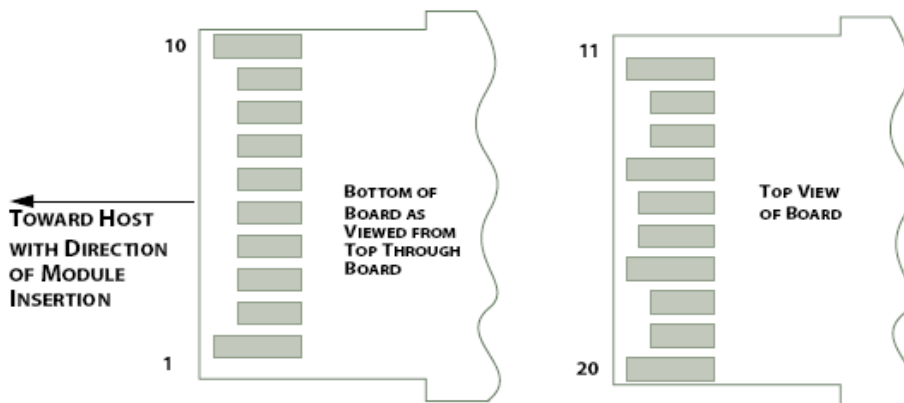 10
1
TOWARD HOST
WITH DIRECTION
OF MODULE
INSERTION
BOTTOM OF
BOARD AS
VIEWED FROM
TOP THROUGH
BOARD
11
20
TOP VIEW
OF BOARD